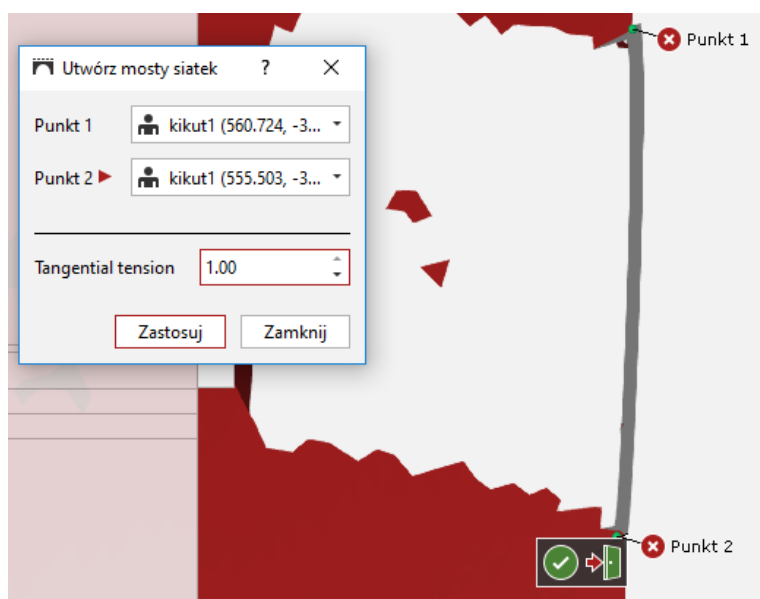 Utwórz mosty siatek ? ×
Punkt 1 kikut1 (560.724, -3...
Punkt 2 kikut1 (555.503, -3...
Tangential tension 1.00
Zastosuj Zamknij
Punkt 1
Punkt 2